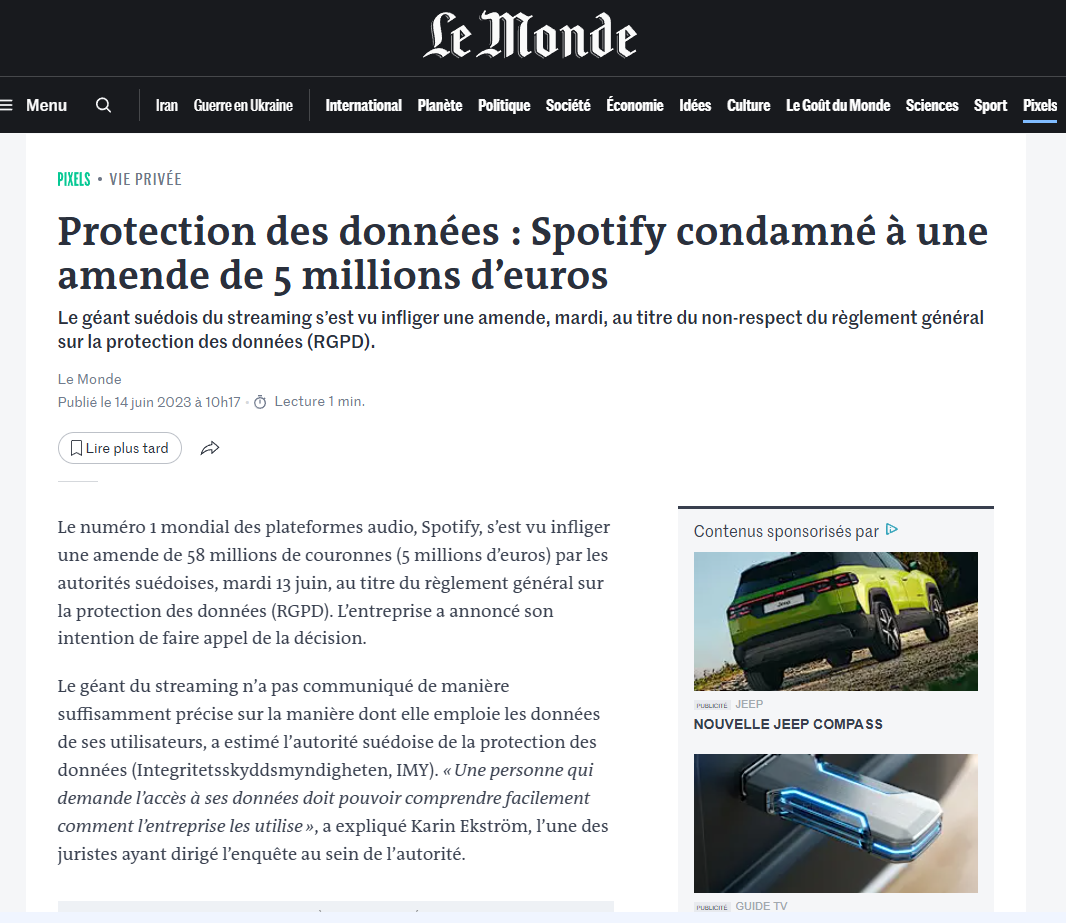 Le Monde
Menu
Iran Guerre en Ukraine International Planète Politique Société Économie Idées Culture Le Goût du Monde Sciences Sport Pixels
PIXELS • VIE PRIVÉE
Protection des données : Spotify condamné à une
amende de 5 millions d’euros
Le géant suédois du streaming s’est vu infliger une amende, mardi, au titre du non-respect du règlement général
sur la protection des données (RGPD).
Le Monde
Publié le 14 juin 2023 à 10h17 • Lecture 1 min.
Lire plus tard
Le numéro 1 mondial des plateformes audio, Spotify, s’est vu infliger
une amende de 58 millions de couronnes (5 millions d’euros) par les
autorités suédoises, mardi 13 juin, au titre du règlement général sur
la protection des données (RGPD). L’entreprise a annoncé son
intention de faire appel de la décision.
Le géant du streaming n’a pas communiqué de manière
suffisamment précise sur la manière dont elle emploie les données
de ses utilisateurs, a estimé l’autorité suédoise de la protection des
données (Integritetsskyddsmyndigheten, IMY). « Une personne qui
demande l’accès à ses données doit pouvoir comprendre facilement
comment l’entreprise les utilise », a expliqué Karin Ekström, l’une des
juristes ayant dirigé l’enquête au sein de l’autorité.
Contenus sponsorisés par
Jeep
PUBLICITÉ JEEP
NOUVELLE JEEP COMPASS
PUBLICITÉ GUIDE TV